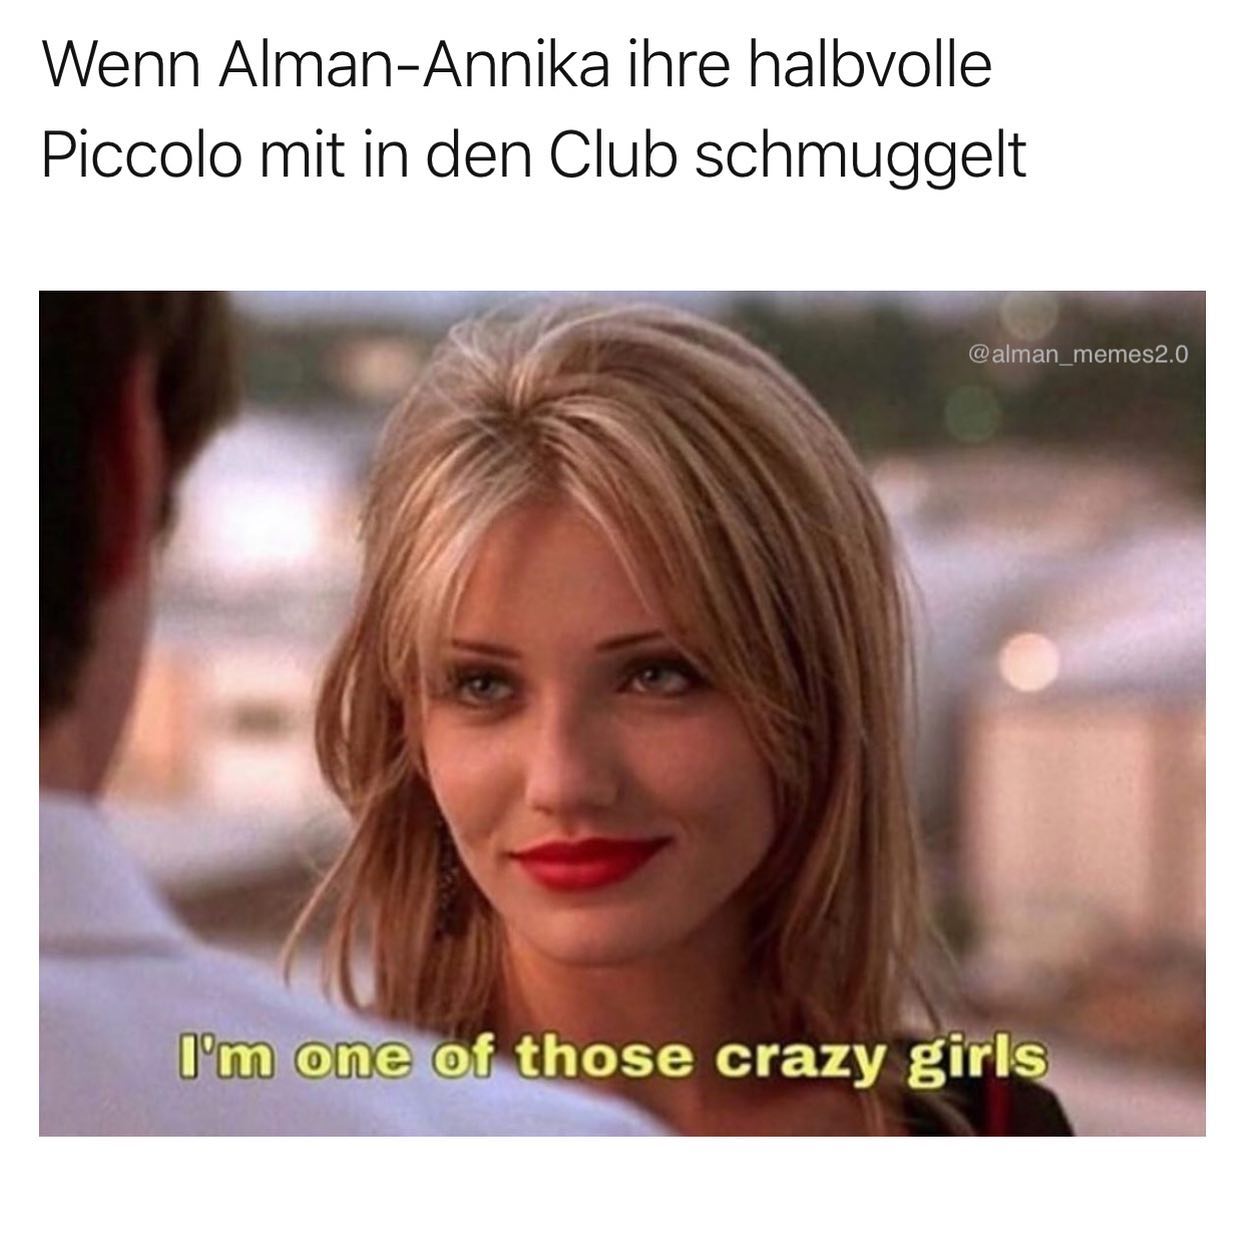 Wenn Alman-Annika ihre halbvolle
Piccolo mit in den Club schmuggelt
@alman_memes2.0
I'm one of those crazy girls